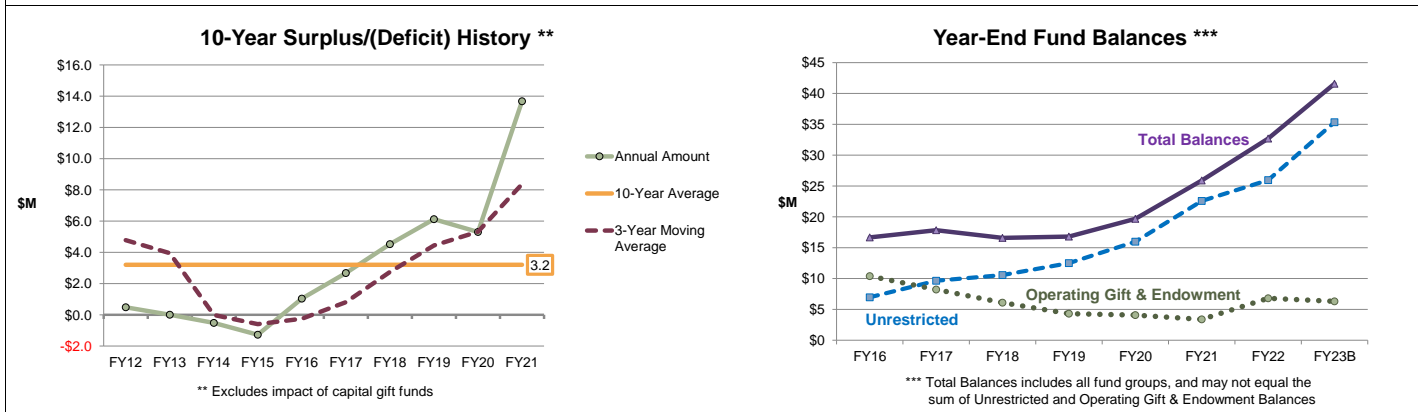 10-Year Surplus/(Deficit) History **
$16.0
$14.0
$12.0
$10.0
$8.0
$6.0
$4.0
$2.0
$0.0
-$2.0
$M
FY12 FY13 FY14 FY15 FY16 FY17 FY18 FY19 FY20 FY21
3.2
Annual Amount
10-Year Average
3-Year Moving
Average
** Excludes impact of capital gift funds
Year-End Fund Balances ***
$45
$40
$35
$30
$25
$20
$15
$10
$5
$0
$M
Total Balances
Operating Gift & Endowment
Unrestricted
FY16 FY17 FY18 FY19 FY20 FY21 FY22 FY23B
*** Total Balances includes all fund groups, and may not equal the
sum of Unrestricted and Operating Gift & Endowment Balances